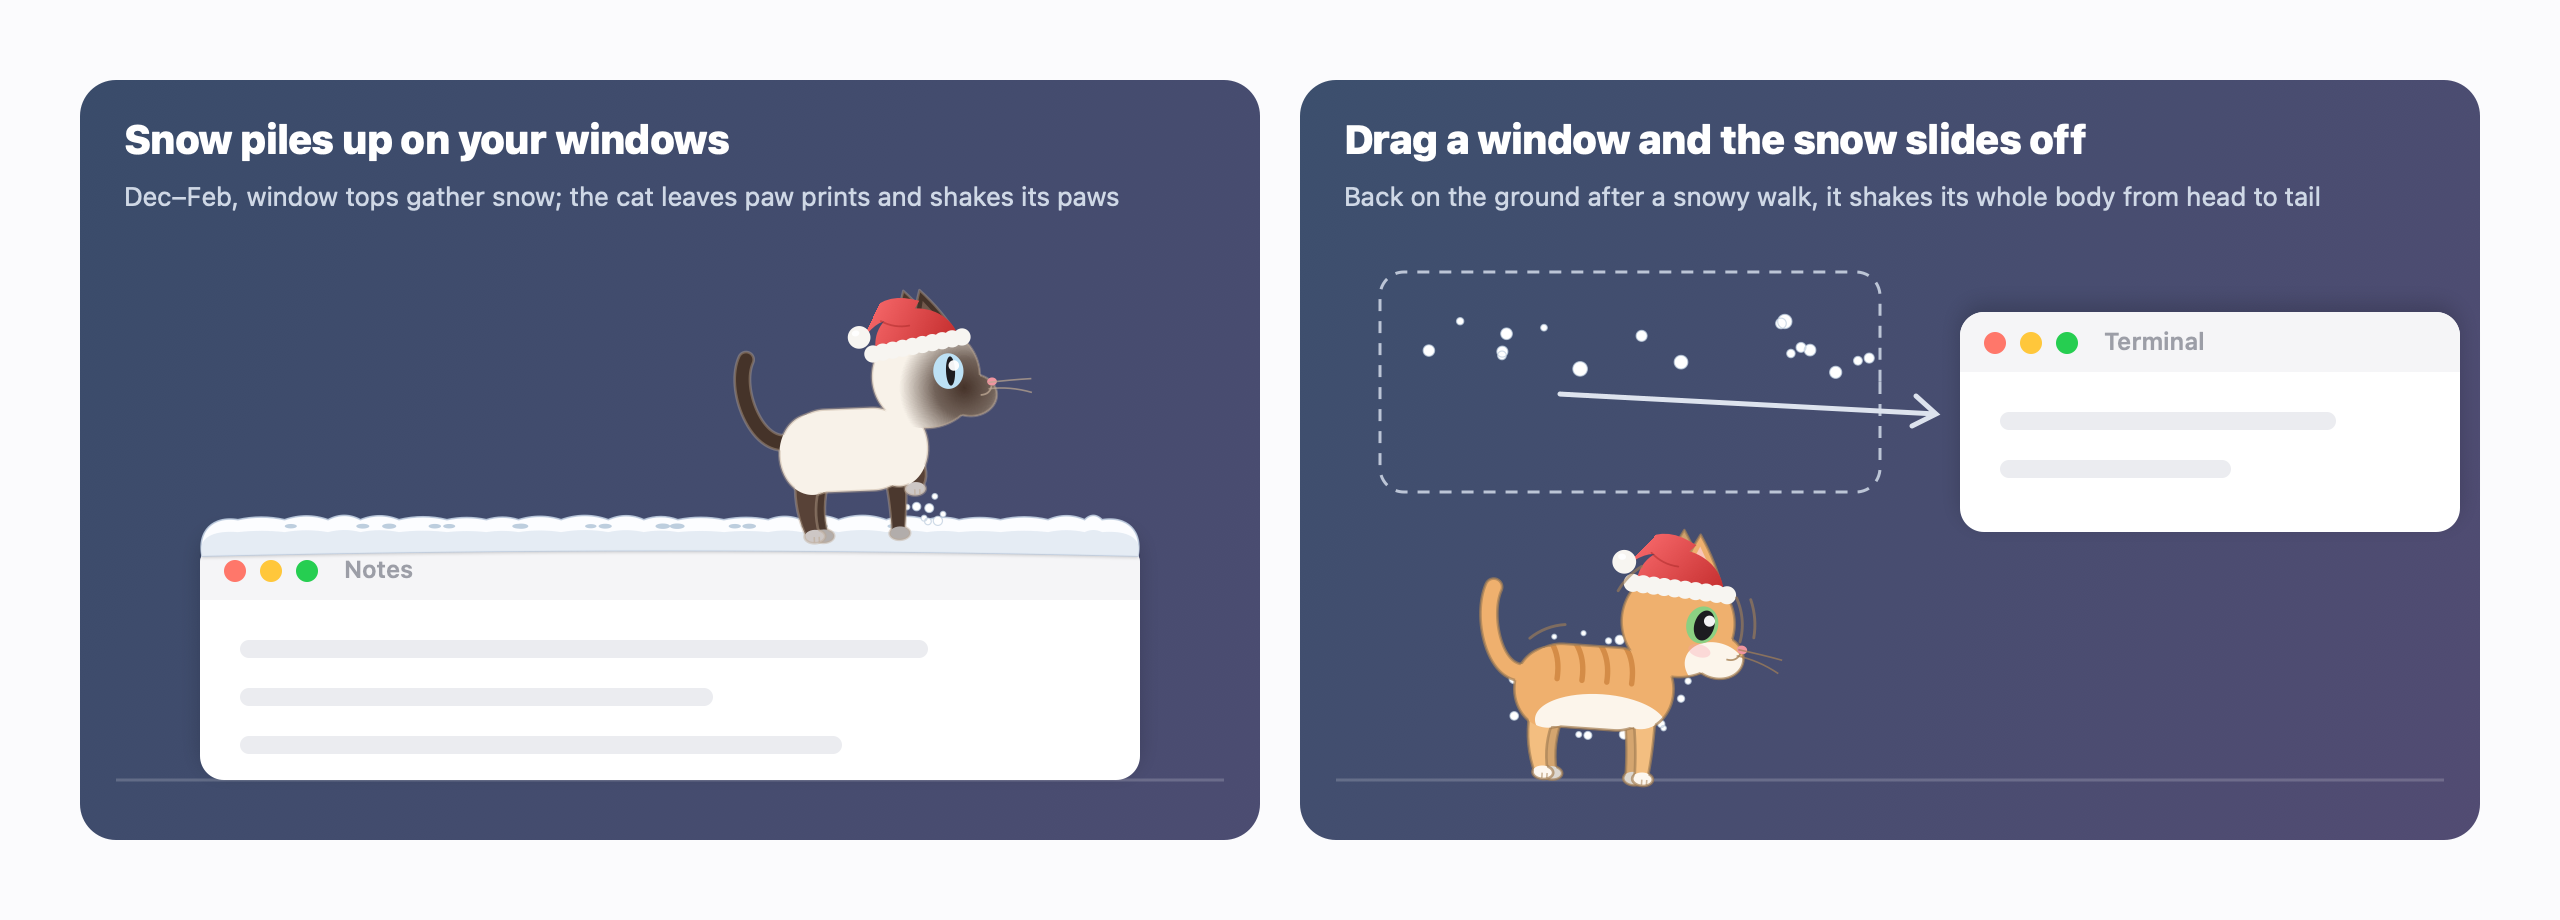 Snow piles up on your windows
Dec–Feb, window tops gather snow; the cat leaves paw prints and shakes its paws
Notes
Drag a window and the snow slides off
Back on the ground after a snowy walk, it shakes its whole body from head to tail
Terminal